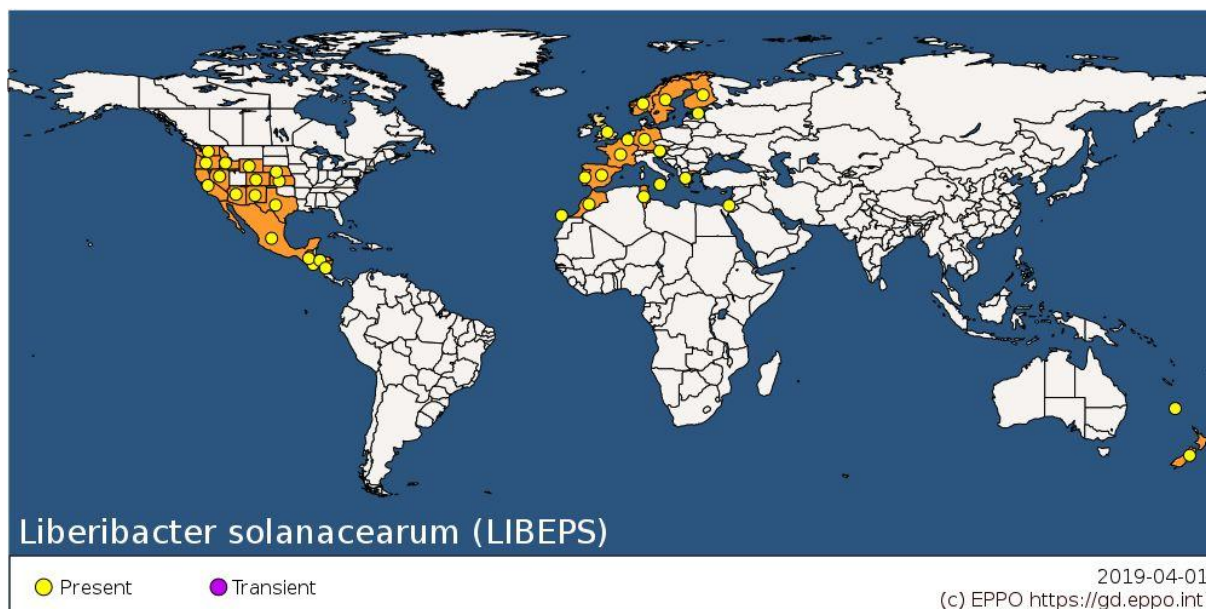 Liberibacter solanacearum (LIBEPS)
Present
Transient
2019-04-01
(c) EPPO https://gd.eppo.int